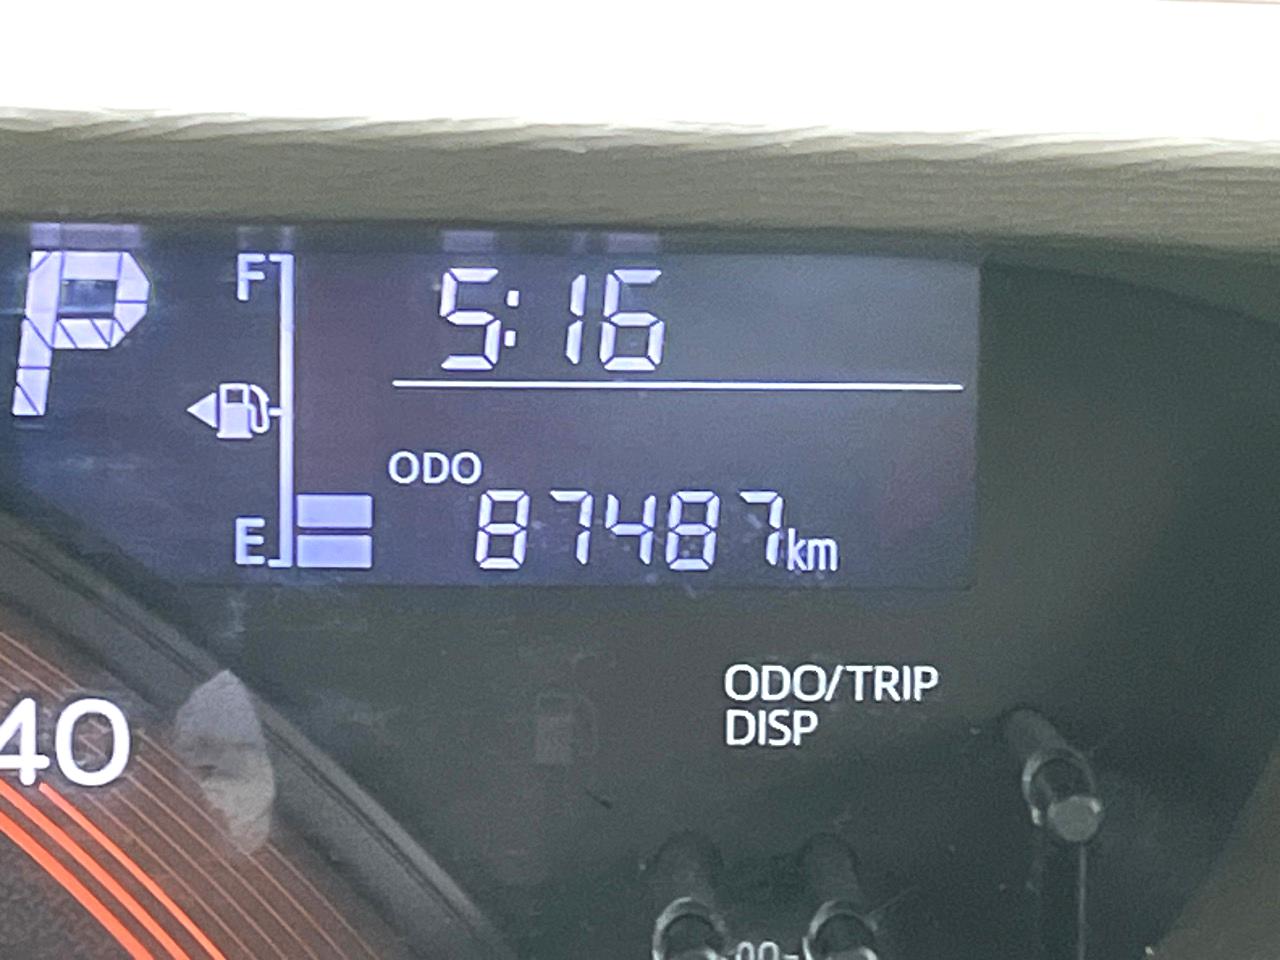 P
F
5:16
ODO
87487km
E
ODO/TRIP
DISP
40